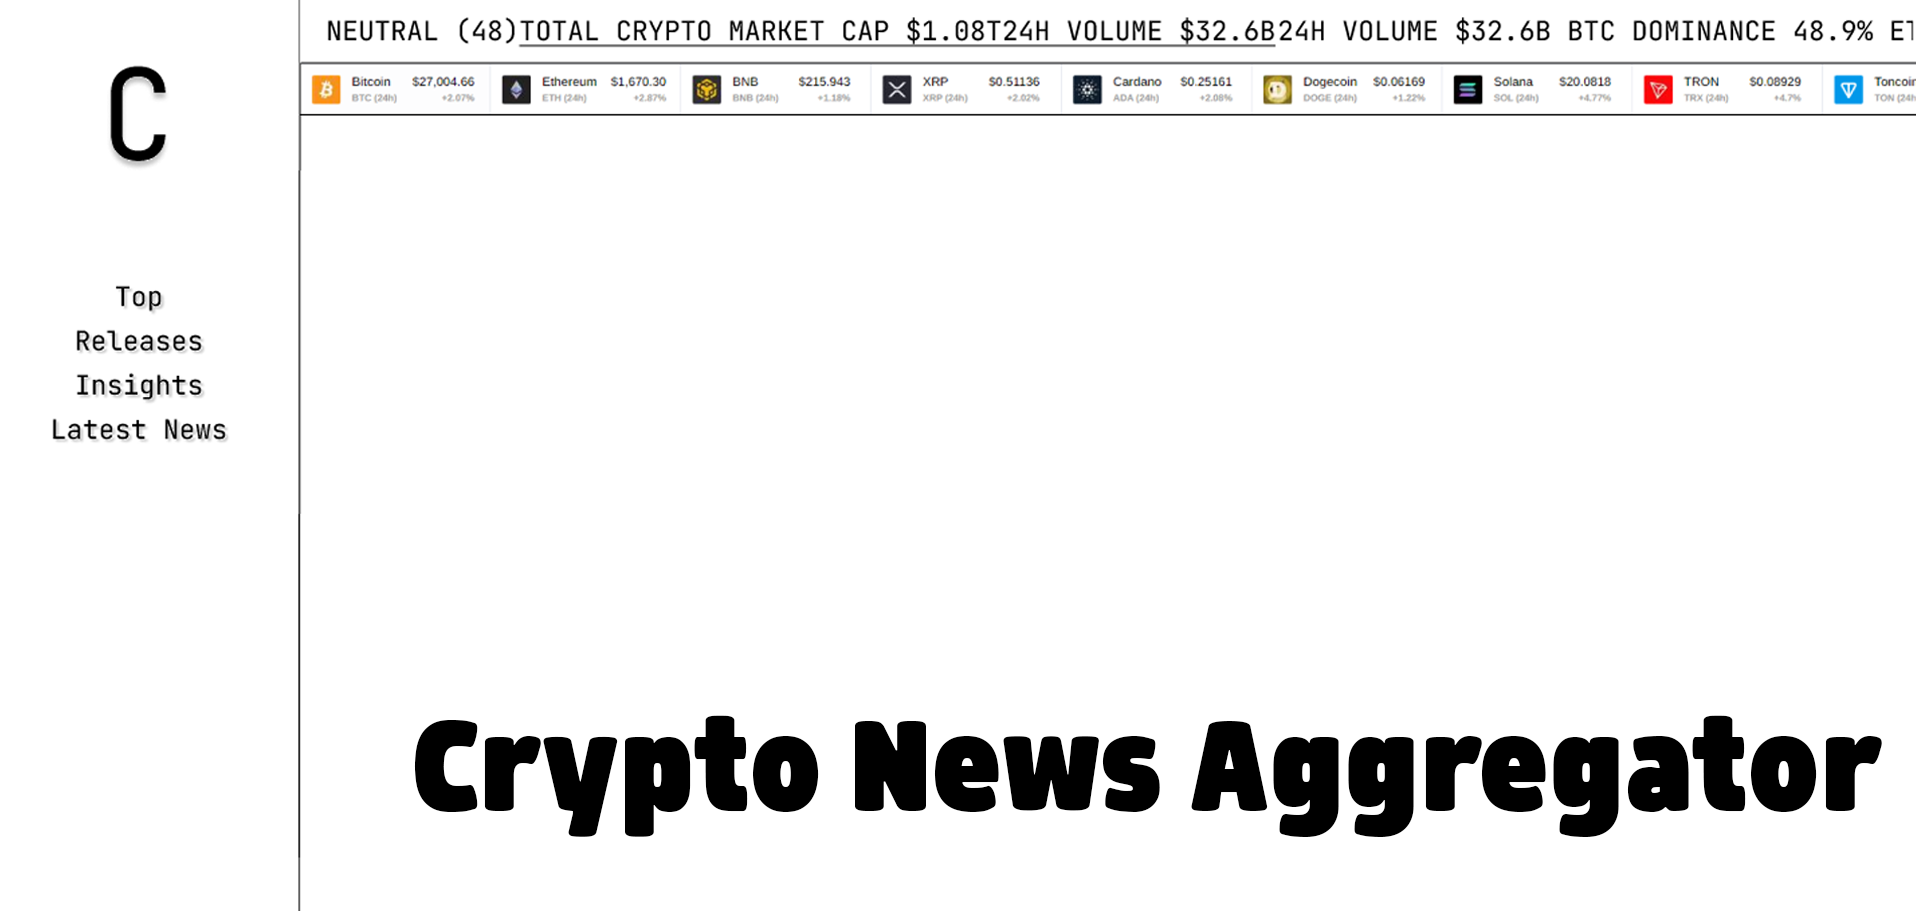 NEUTRAL (48)TOTAL CRYPTO MARKET CAP $1.08T24H VOLUME $32.6B24H VOLUME $32.6B BTC DOMINANCE 48.9% ET
Bitcoin $27,004.66 Ethereum $1,670.30 BNB $215.943 XRP $0.51136 Cardano $0.25161 Dogecoin $0.06169 Solana $20.0818 TRON $0.08929 Toncoin
BTC (24h) +2.07% ETH (24h) +2.87% BNB (24h) +1.18% XRP (24h) +2.02% ADA (24h) +2.08% DOGE (24h) +1.22% SOL (24h) +4.77% TRX (24h) +4.7% TON (24h
C
Top
Releases
Insights
Latest News
Crypto News Aggregator